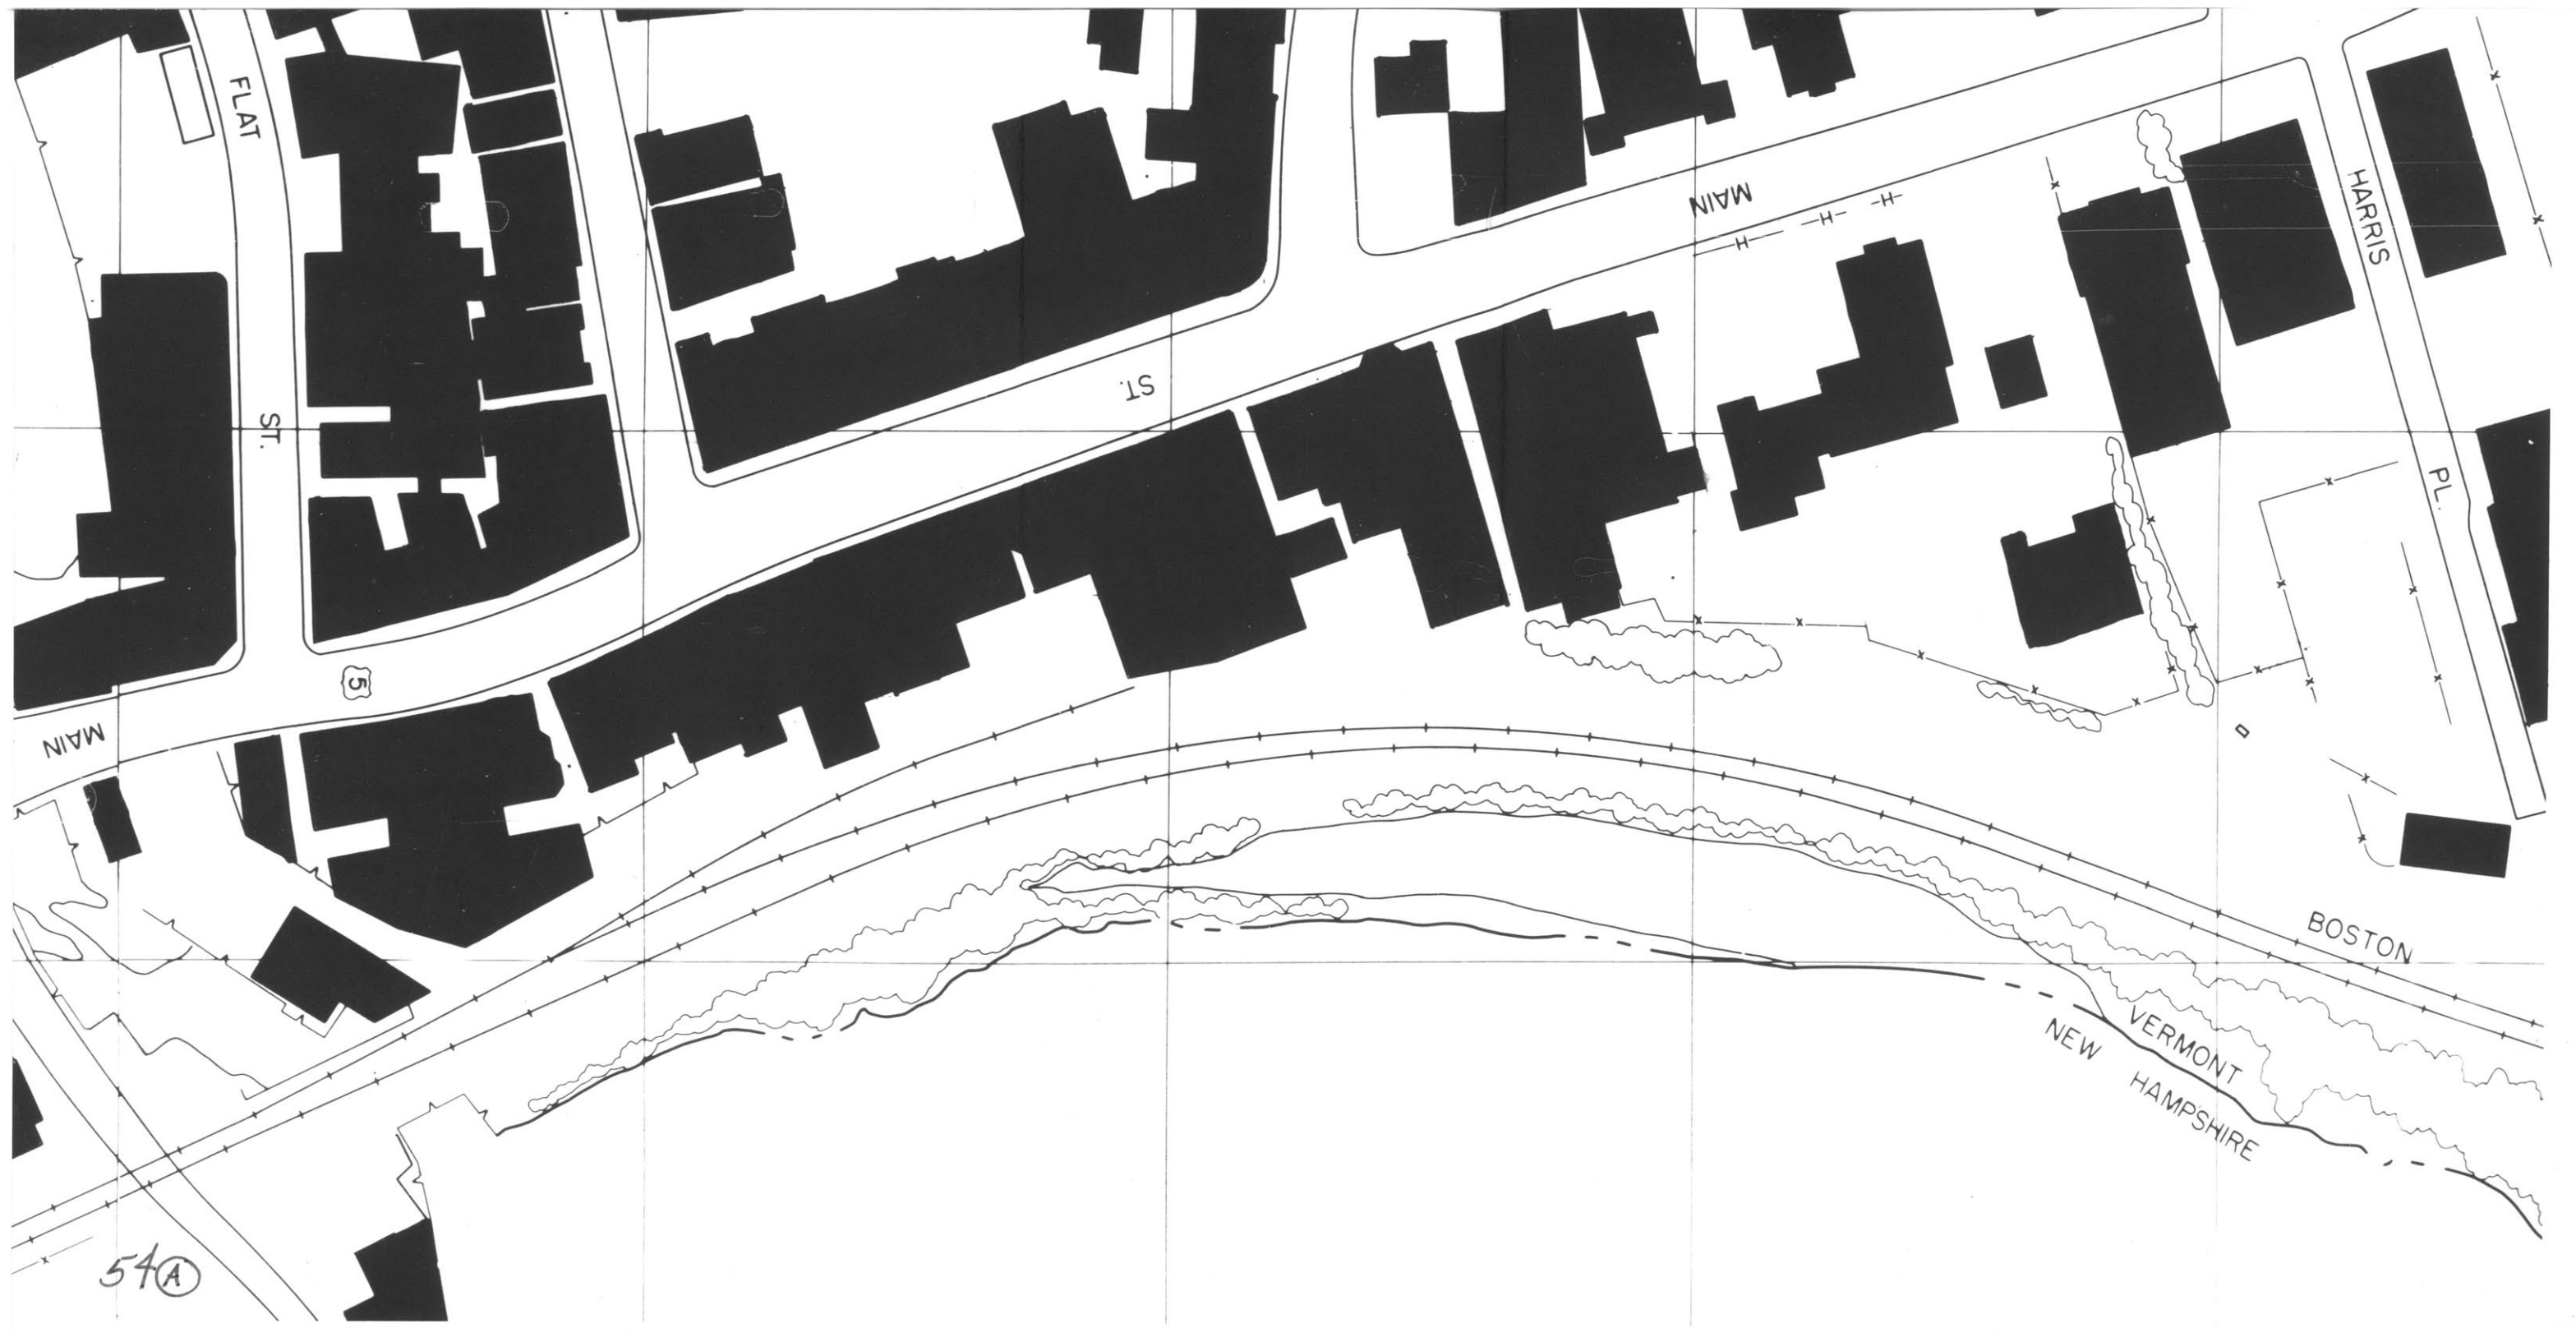 FLAT
ST.
MAIN
ST.
MAIN
5
HARRIS
PL.
BOSTON
VERMONT
NEW HAMPSHIRE
54 A